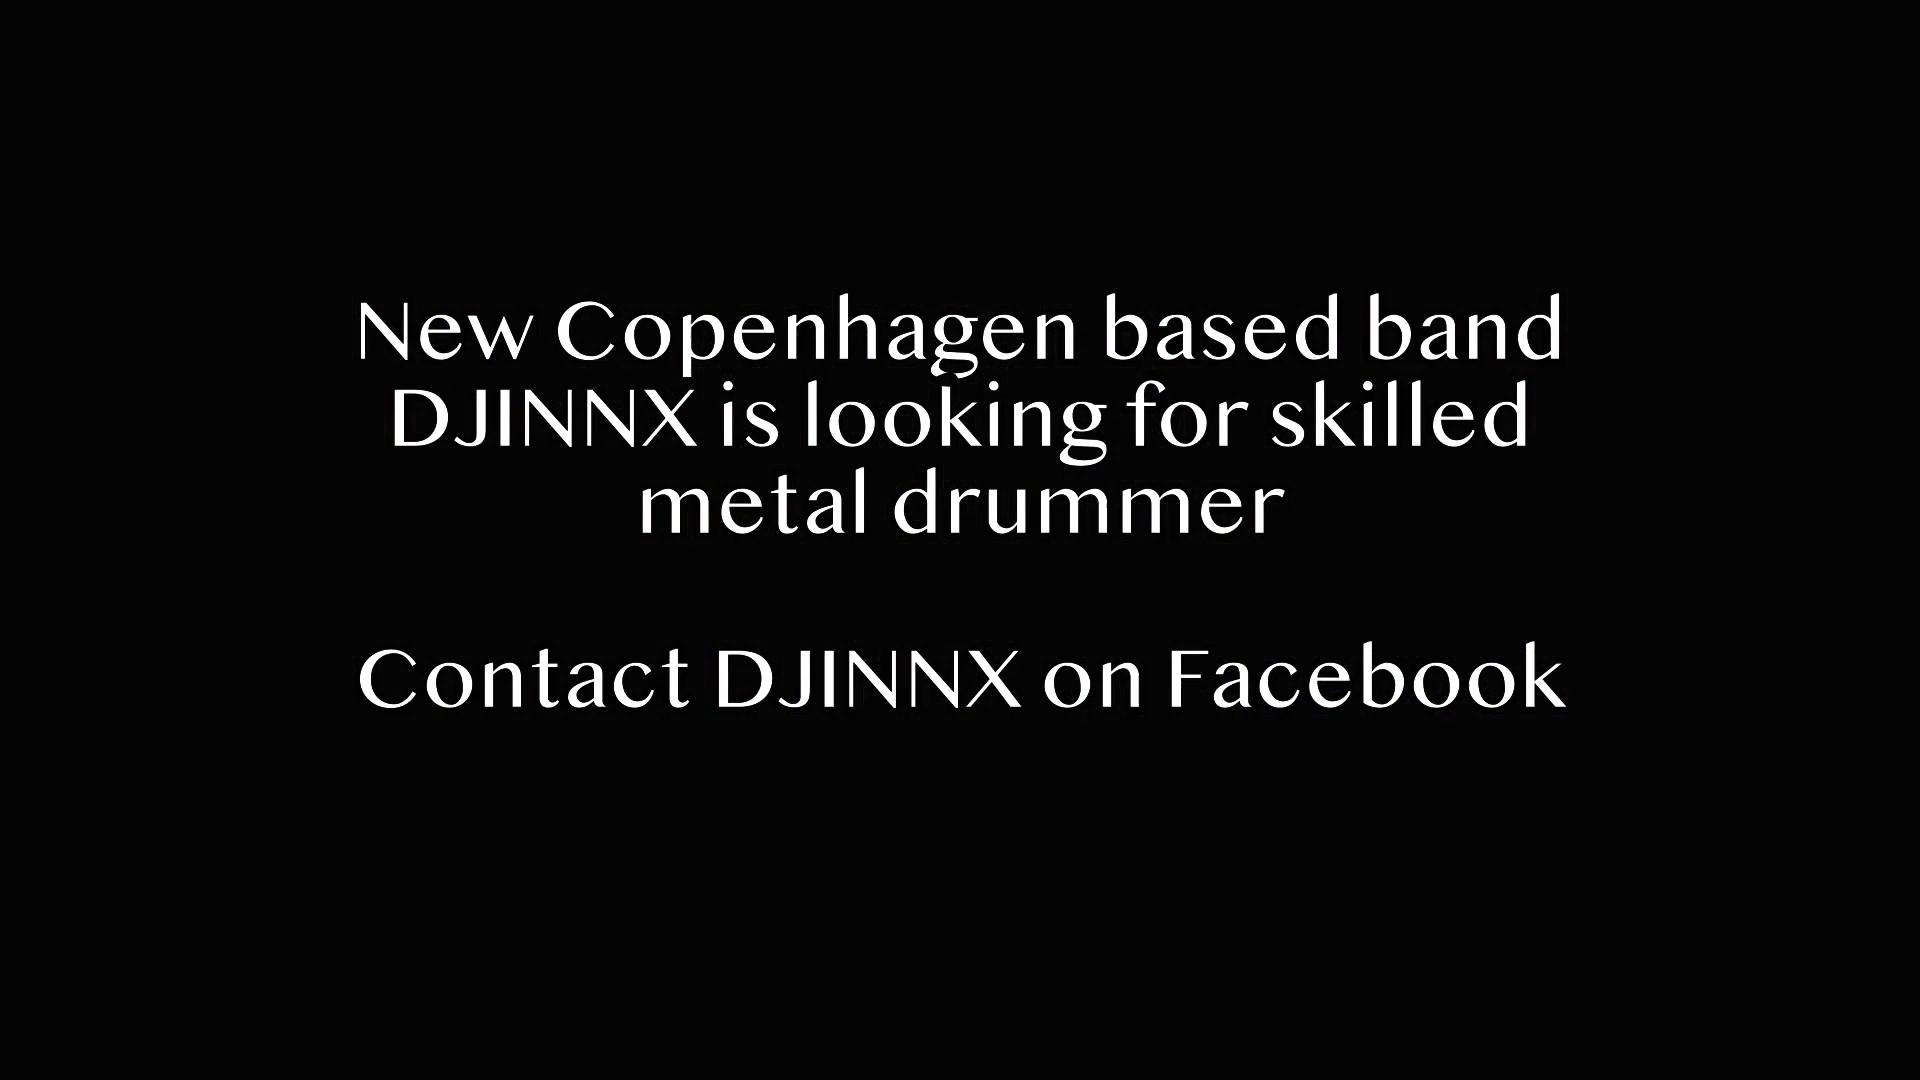 New Copenhagen based band
DJINNX is looking for skilled
metal drummer
Contact DJINNX on Facebook